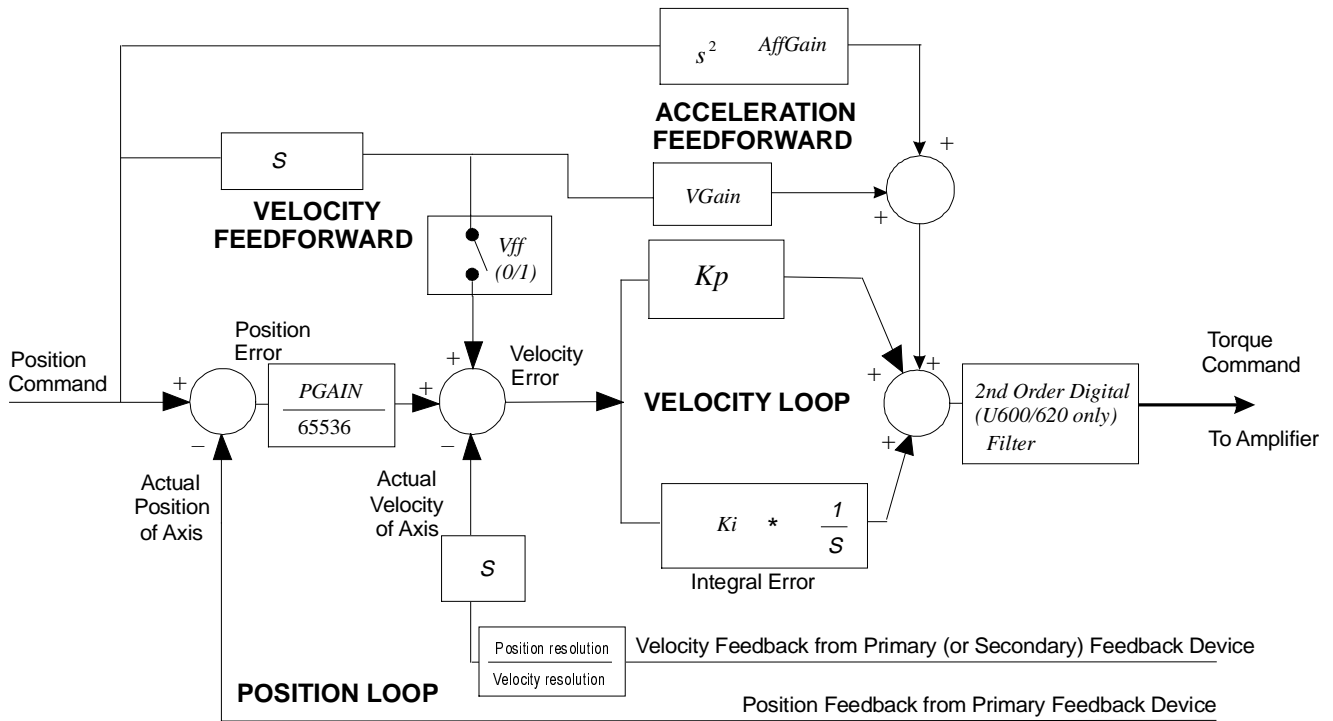 s² AffGain
ACCELERATION
FEEDFORWARD
+
S
VGain
+
VELOCITY
FEEDFORWARD
Vff
(0/1)
Kp
Position
Error
Position
Command
+
−
PGAIN
65536
+
+
−
Velocity
Error
VELOCITY LOOP
+
+
+
2nd Order Digital
(U600/620 only)
Filter
Torque
Command
To Amplifier
Actual
Position
of Axis
Actual
Velocity
of Axis
Ki * 1
S
Integral Error
S
Position resolution
Velocity resolution
Velocity Feedback from Primary (or Secondary) Feedback Device
POSITION LOOP
Position Feedback from Primary Feedback Device